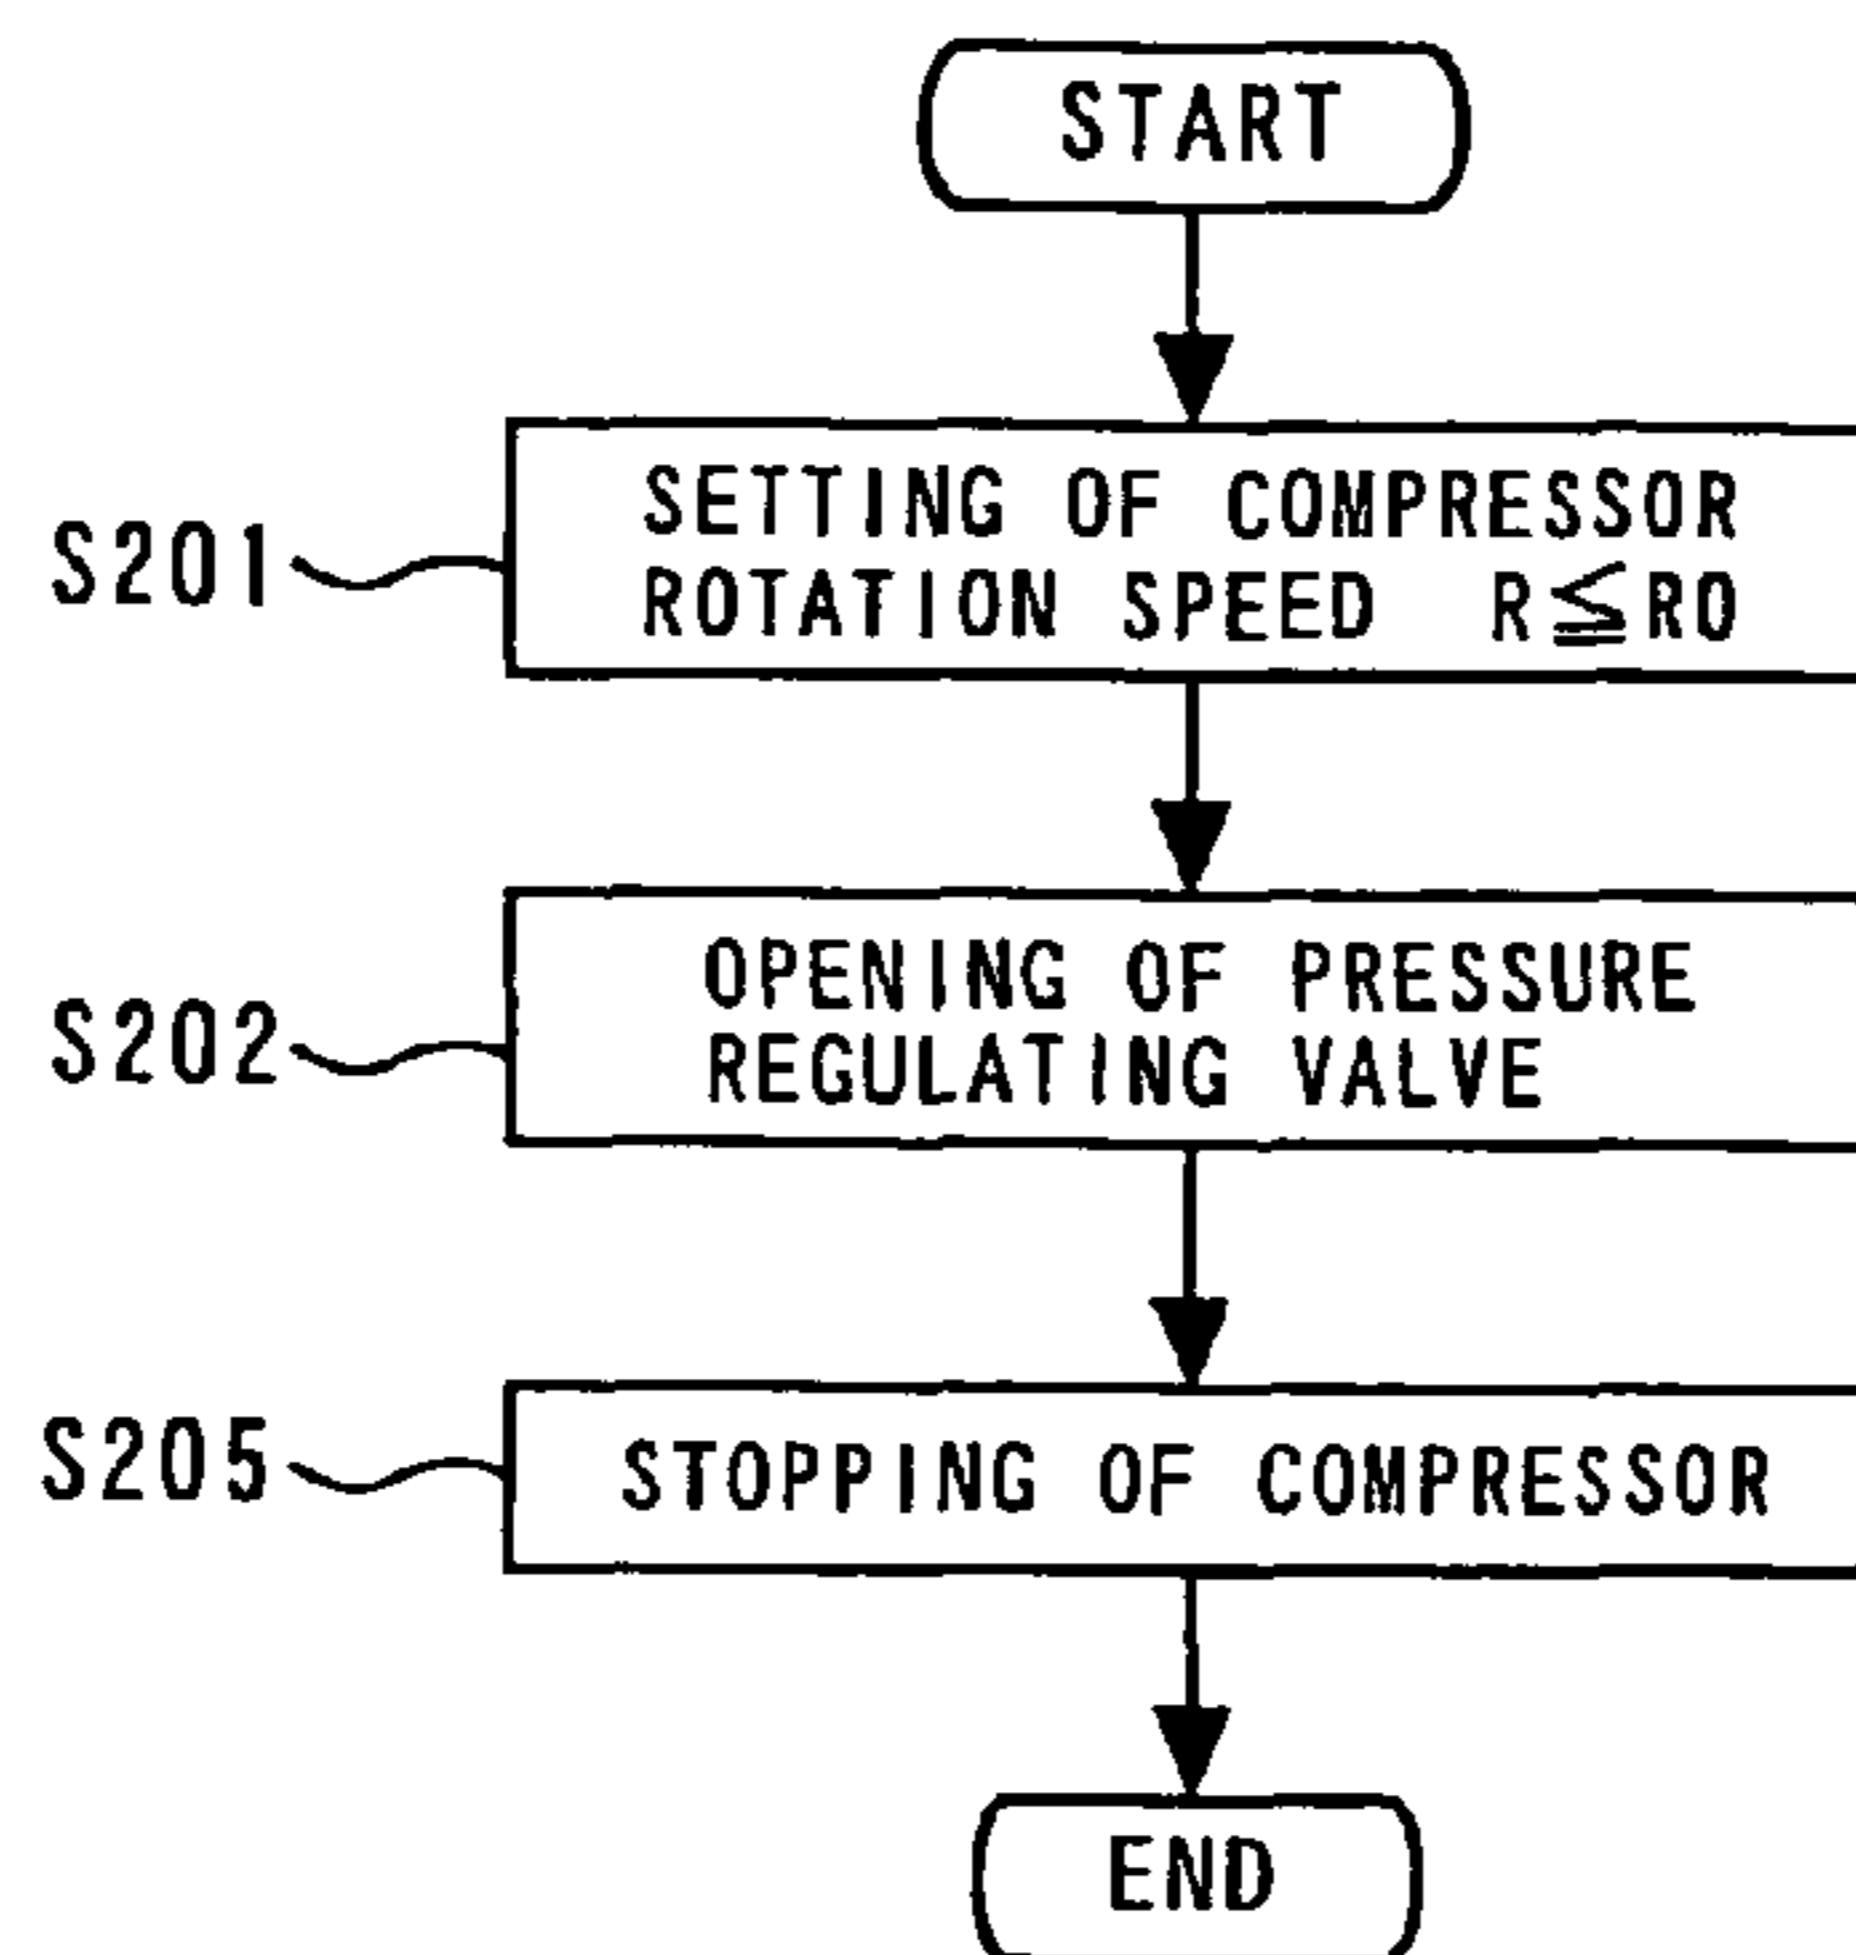 START
S201
SETTING OF COMPRESSOR
ROTATION SPEED R≦R0
S202
OPENING OF PRESSURE
REGULATING VALVE
S205
STOPPING OF COMPRESSOR
END